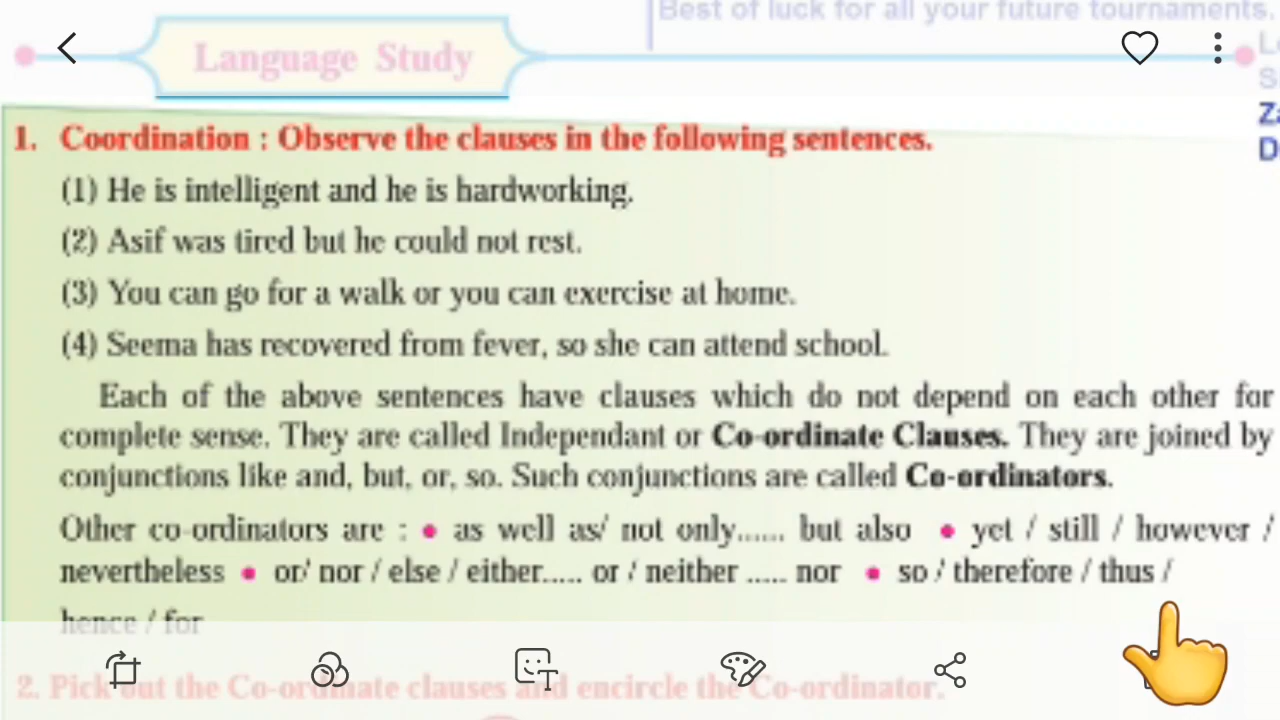 Best of luck for all your future tournaments.
Language Study
Za
D
1. Coordination : Observe the clauses in the following sentences.
(1) He is intelligent and he is hardworking.
(2) Asif was tired but he could not rest.
(3) You can go for a walk or you can exercise at home.
(4) Seema has recovered from fever, so she can attend school.
Each of the above sentences have clauses which do not depend on each other for
complete sense. They are called Independant or Co-ordinate Clauses. They are joined by
conjunctions like and, but, or, so. Such conjunctions are called Co-ordinators.
Other co-ordinators are : • as well as/ not only...... but also • yet / still / however /
nevertheless • or/ nor / else / either..... or / neither ..... nor • so / therefore / thus /
hence / for
2. Pick out the Co-ordinate clauses and encircle the Co-ordinator.